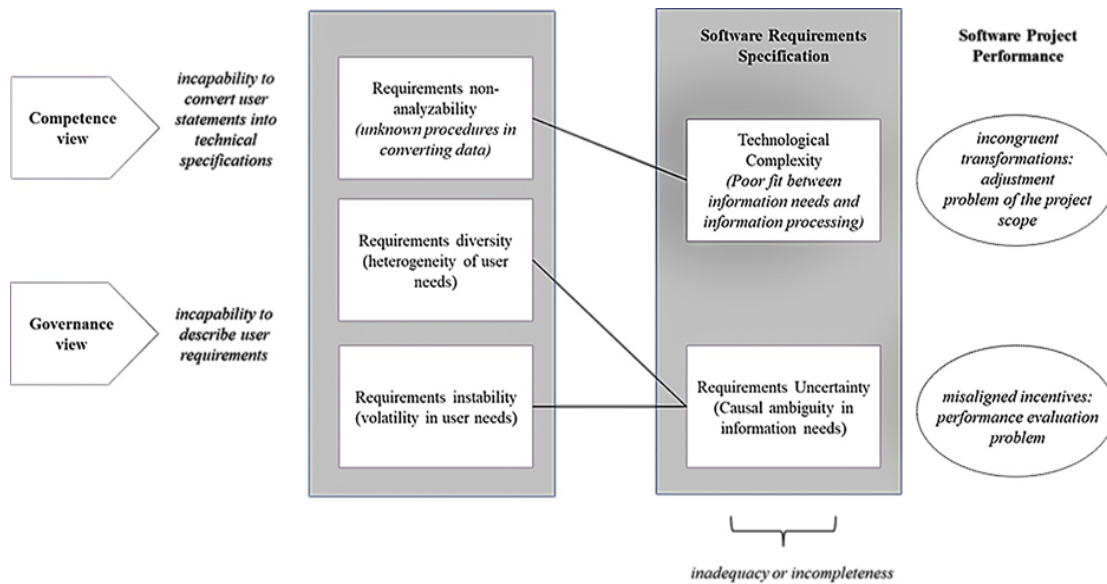 Competence
view
incapability to
convert user
statements into
technical
specifications
Governance
view
incapability to
describe user
requirements
Requirements non-
analyzability
(unknown procedures in
converting data)
Requirements diversity
(heterogeneity of user
needs)
Requirements instability
(volatility in user needs)
Software Requirements
Specification
Technological
Complexity
(Poor fit between
information needs and
information processing)
Requirements Uncertainty
(Causal ambiguity in
information needs)
inadequacy or incompleteness
Software Project
Performance
incongruent
transformations:
adjustment
problem of the project
scope
misaligned incentives:
performance evaluation
problem